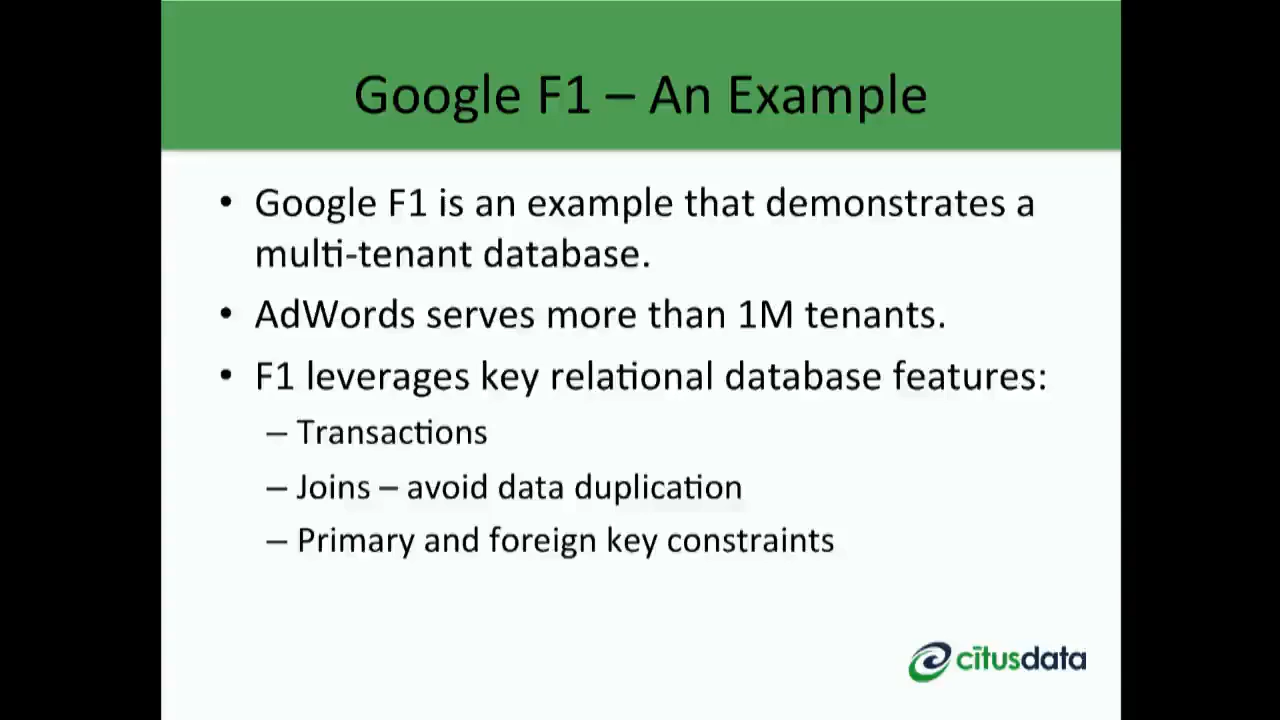 Google F1 – An Example
• Google F1 is an example that demonstrates a
multi-tenant database.
• AdWords serves more than 1M tenants.
• F1 leverages key relational database features:
– Transactions
– Joins – avoid data duplication
– Primary and foreign key constraints
citusdata